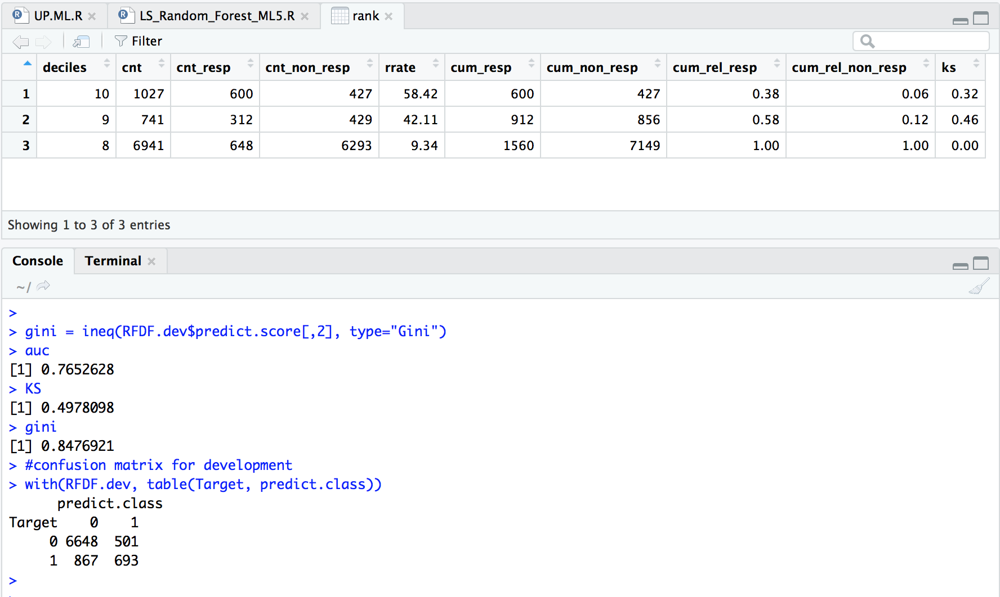 UP.ML.R LS_Random_Forest_ML5.R rank
Filter
deciles cnt cnt_resp cnt_non_resp rrate cum_resp cum_non_resp cum_rel_resp cum_rel_non_resp ks
1 10 1027 600 427 58.42 600 427 0.38 0.06 0.32
2 9 741 312 429 42.11 912 856 0.58 0.12 0.46
3 8 6941 648 6293 9.34 1560 7149 1.00 1.00 0.00
Showing 1 to 3 of 3 entries
Console Terminal
~/
>
> gini = ineq(RFDF.dev$predict.score[,2], type="Gini")
> auc
[1] 0.7652628
> KS
[1] 0.4978098
> gini
[1] 0.8476921
> #confusion matrix for development
> with(RFDF.dev, table(Target, predict.class))
predict.class
Target 0 1
0 6648 501
1 867 693
>